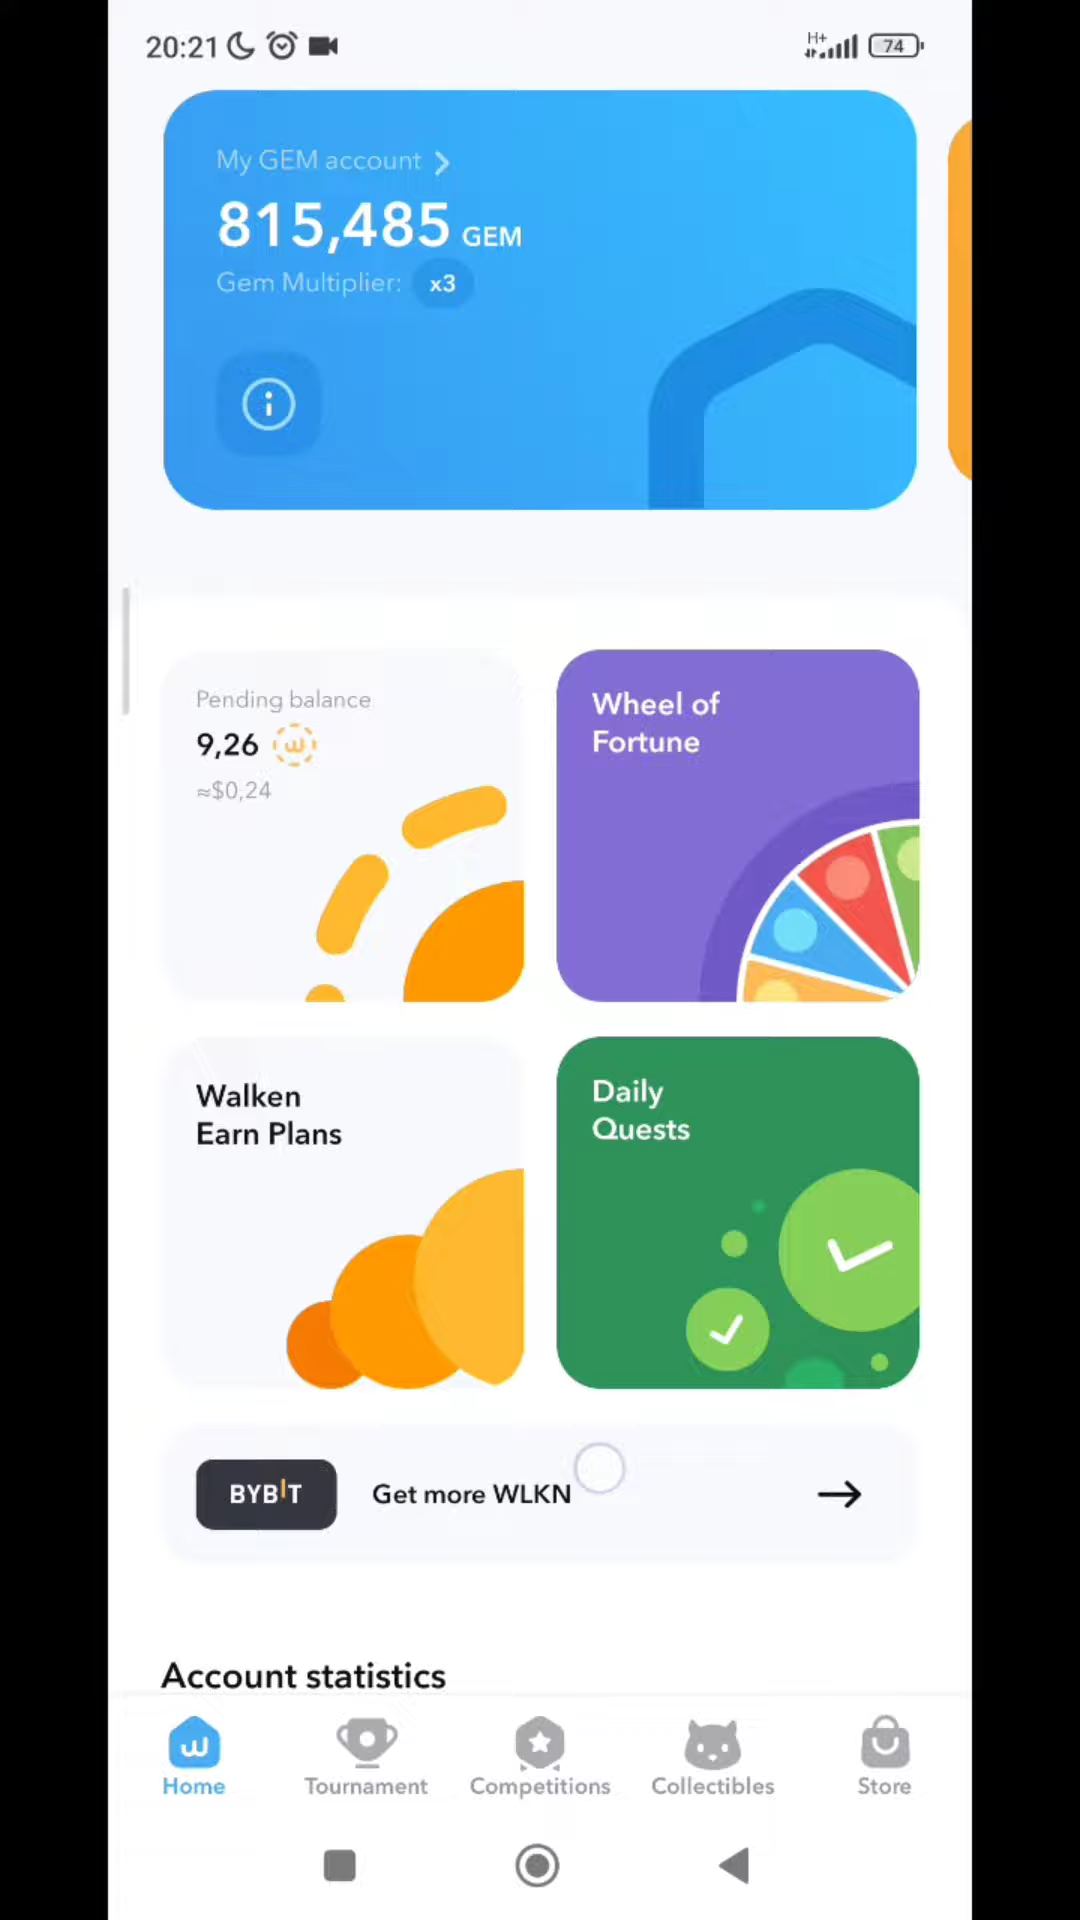 20:21
H+
74
My GEM account
815,485 GEM
Gem Multiplier: x3
Pending balance
9,26
≈$0,24
Wheel of
Fortune
Walken
Earn Plans
Daily
Quests
BYBIT Get more WLKN
Account statistics
Home
Tournament
Competitions
Collectibles
Store